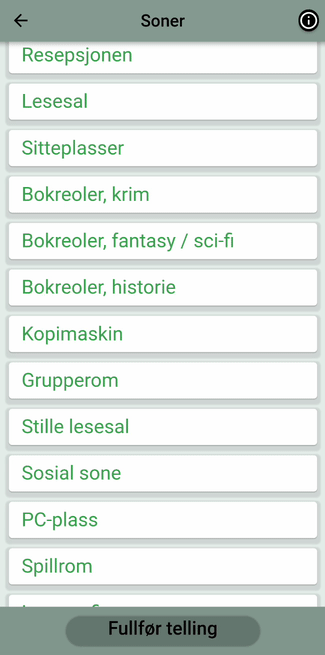 Soner
Resepsjonen
Lesesal
Sitteplasser
Bokreoler, krim
Bokreoler, fantasy / sci-fi
Bokreoler, historie
Kopimaskin
Grupperom
Stille lesesal
Sosial sone
PC-plass
Spillrom
Fullfør telling